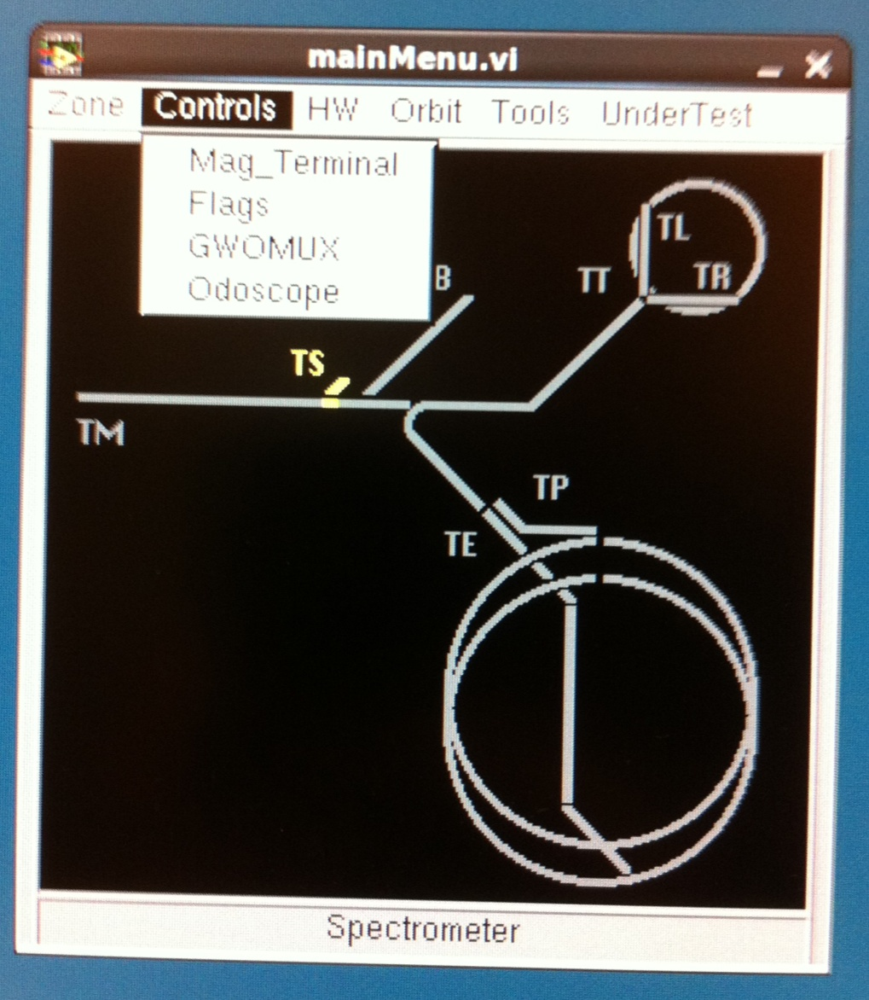 mainMenu.vi
Zone Controls HW Orbit Tools UnderTest
Mag_Terminal
Flags
GWOMUX
Odoscope
B
TL
TT TR
TS
TM
TP
TE
Spectrometer